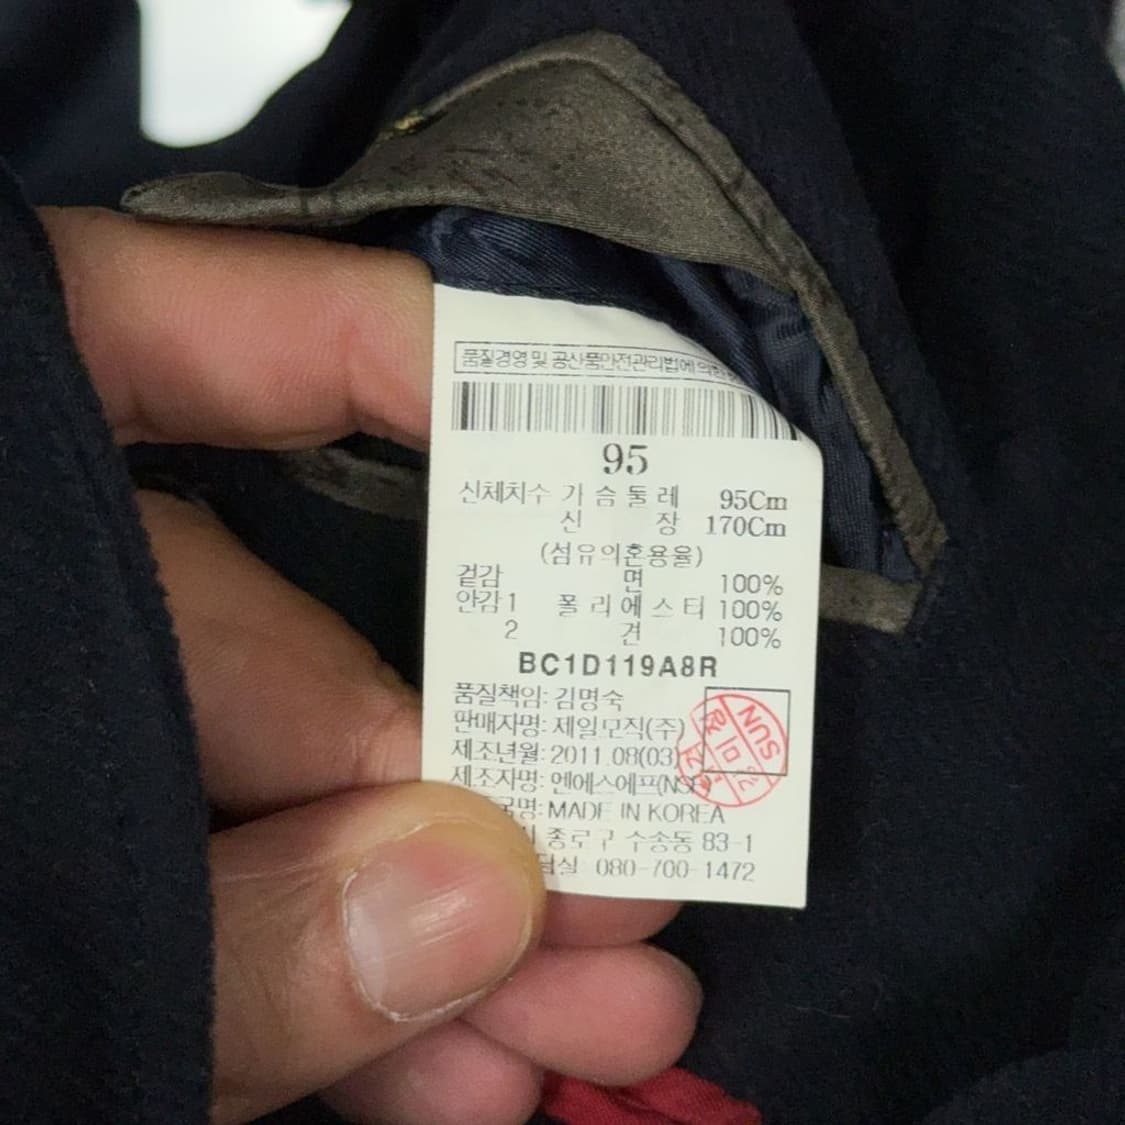 품질경영 및 공산품안전관리법에 의한
95
신체치수 가슴둘레 95Cm
신장 170Cm
(섬유의혼용율)
겉감 면 100%
안감1 폴리에스터 100%
2 견 100%
BC1D119A8R
품질책임: 김명숙
판매자명: 제일모직(주)
제조년월: 2011.08(03)
제조자명: 엔에스에프(NSF)
국명: MADE IN KOREA
종로구 수송동 83-1
담실 080-700-1472
SUN